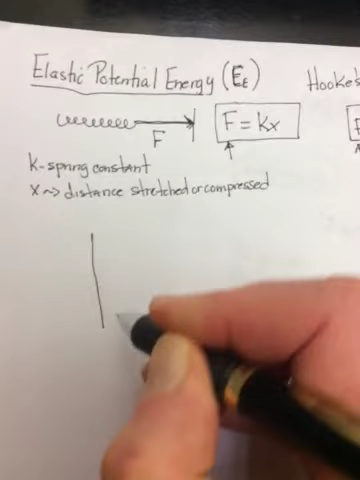 Elastic Potential Energy (EE)
Hooke's
F
F = kx
k - spring constant
x ~> distance stretched or compressed